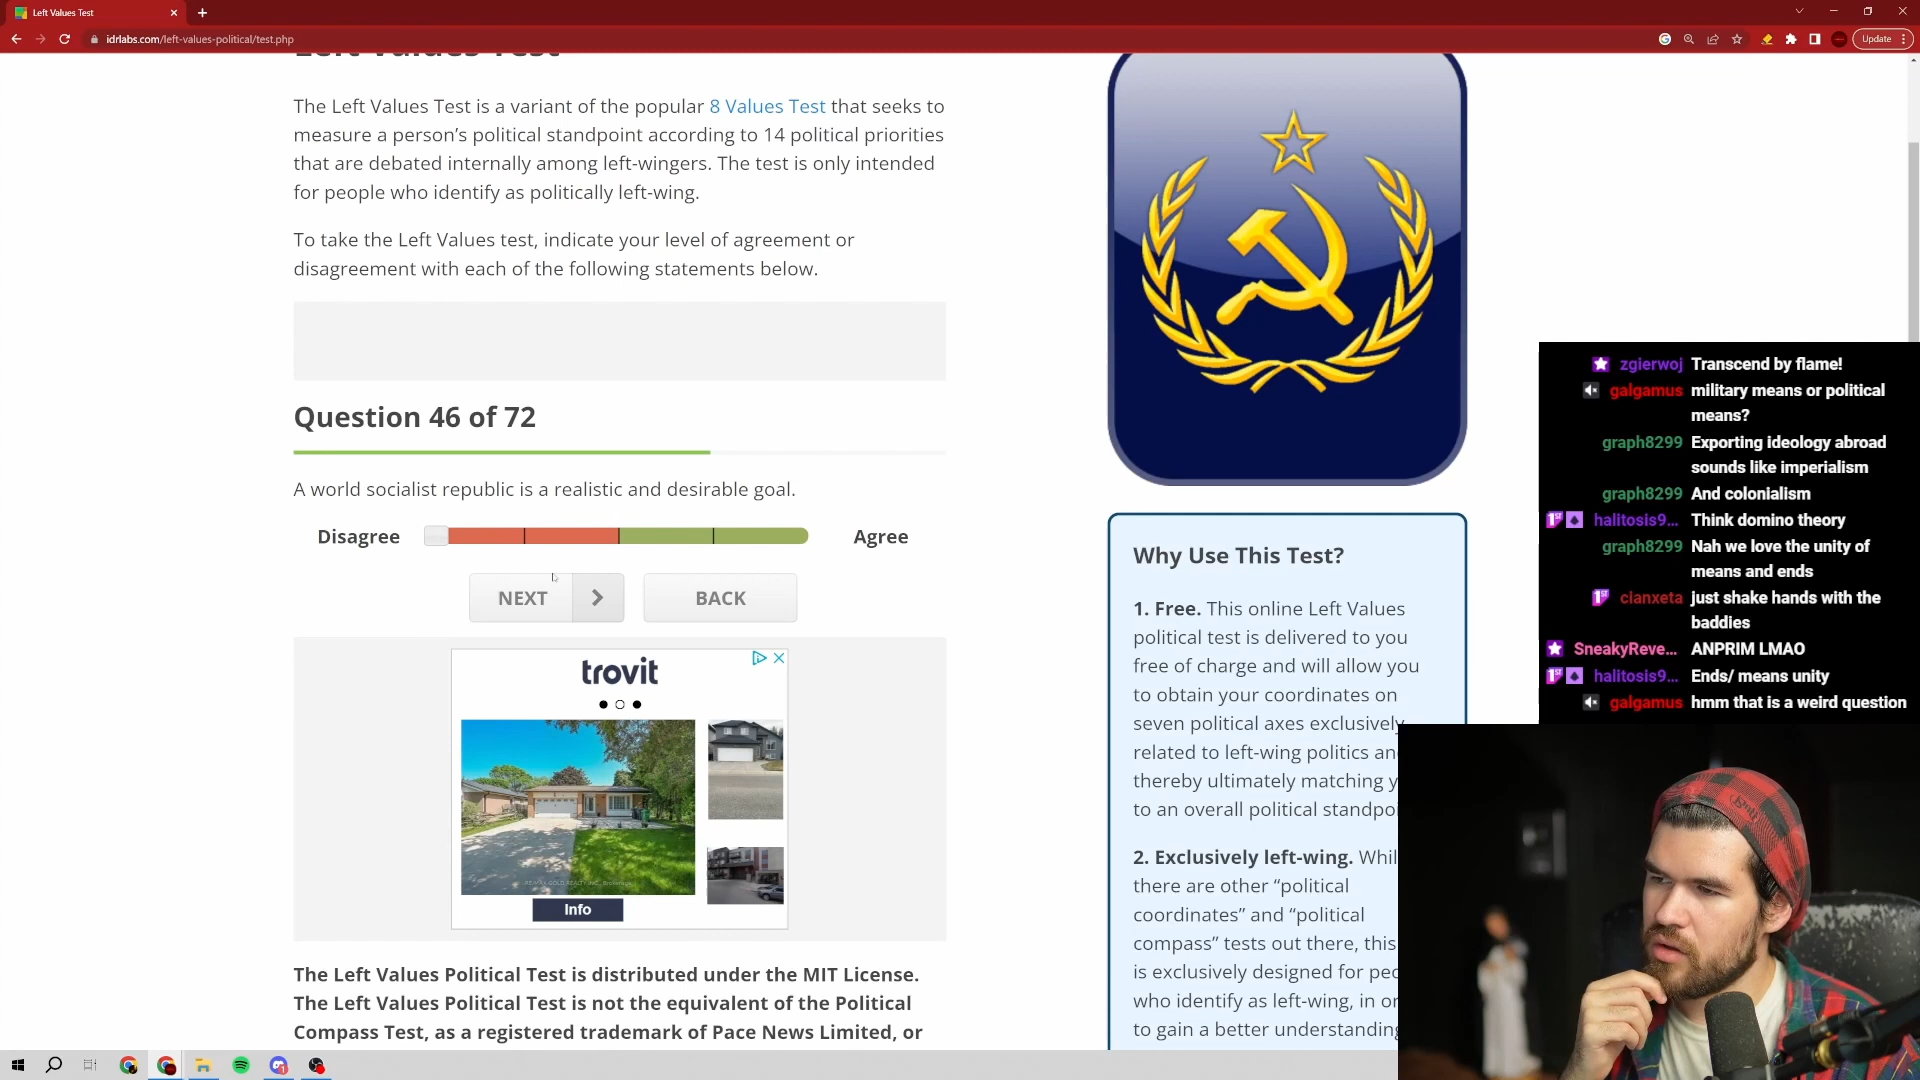 Left Values Test
idrlabs.com/left-values-political/test.php
Update
Left Values Test
The Left Values Test is a variant of the popular 8 Values Test that seeks to
measure a person's political standpoint according to 14 political priorities
that are debated internally among left-wingers. The test is only intended
for people who identify as politically left-wing.
To take the Left Values test, indicate your level of agreement or
disagreement with each of the following statements below.
Question 46 of 72
A world socialist republic is a realistic and desirable goal.
Disagree
Agree
NEXT
BACK
trovit
Info
The Left Values Political Test is distributed under the MIT License.
The Left Values Political Test is not the equivalent of the Political
Compass Test, as a registered trademark of Pace News Limited, or
Why Use This Test?
1. Free. This online Left Values
political test is delivered to you
free of charge and will allow you
to obtain your coordinates on
seven political axes exclusively
related to left-wing politics an
thereby ultimately matching y
to an overall political standpoi
2. Exclusively left-wing. Whil
there are other “political
coordinates” and “political
compass” tests out there, this
is exclusively designed for peo
who identify as left-wing, in or
to gain a better understanding
zgierwoj Transcend by flame!
galgamus military means or political
means?
graph8299 Exporting ideology abroad
sounds like imperialism
graph8299 And colonialism
halitosis9... Think domino theory
graph8299 Nah we love the unity of
means and ends
cianxeta just shake hands with the
baddies
SneakyReve... ANPRIM LMAO
halitosis9... Ends/ means unity
galgamus hmm that is a weird question